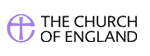 THE CHURCH
OF ENGLAND